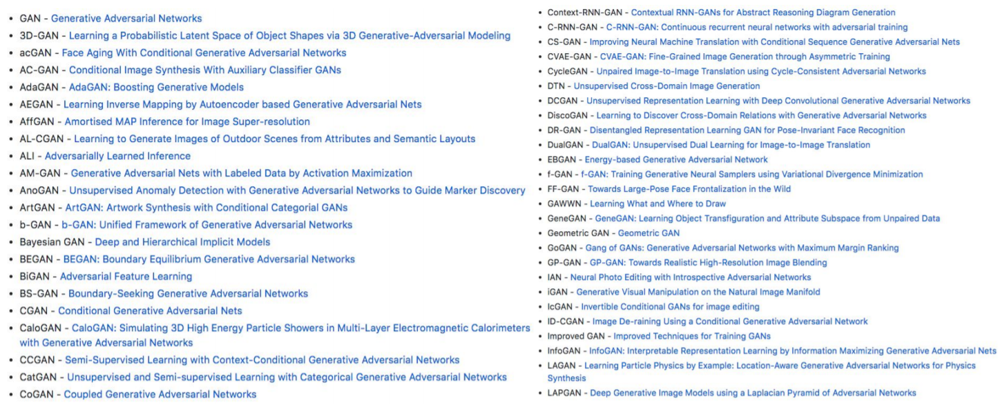 • GAN - Generative Adversarial Networks
• 3D-GAN - Learning a Probabilistic Latent Space of Object Shapes via 3D Generative-Adversarial Modeling
• acGAN - Face Aging With Conditional Generative Adversarial Networks
• AC-GAN - Conditional Image Synthesis With Auxiliary Classifier GANs
• AdaGAN - AdaGAN: Boosting Generative Models
• AEGAN - Learning Inverse Mapping by Autoencoder based Generative Adversarial Nets
• AffGAN - Amortised MAP Inference for Image Super-resolution
• AL-CGAN - Learning to Generate Images of Outdoor Scenes from Attributes and Semantic Layouts
• ALI - Adversarially Learned Inference
• AM-GAN - Generative Adversarial Nets with Labeled Data by Activation Maximization
• AnoGAN - Unsupervised Anomaly Detection with Generative Adversarial Networks to Guide Marker Discovery
• ArtGAN - ArtGAN: Artwork Synthesis with Conditional Categorial GANs
• b-GAN - b-GAN: Unified Framework of Generative Adversarial Networks
• Bayesian GAN - Deep and Hierarchical Implicit Models
• BEGAN - BEGAN: Boundary Equilibrium Generative Adversarial Networks
• BiGAN - Adversarial Feature Learning
• BS-GAN - Boundary-Seeking Generative Adversarial Networks
• CGAN - Conditional Generative Adversarial Nets
• CaloGAN - CaloGAN: Simulating 3D High Energy Particle Showers in Multi-Layer Electromagnetic Calorimeters
with Generative Adversarial Networks
• CCGAN - Semi-Supervised Learning with Context-Conditional Generative Adversarial Networks
• CatGAN - Unsupervised and Semi-supervised Learning with Categorical Generative Adversarial Networks
• CoGAN - Coupled Generative Adversarial Networks
• Context-RNN-GAN - Contextual RNN-GANs for Abstract Reasoning Diagram Generation
• C-RNN-GAN - C-RNN-GAN: Continuous recurrent neural networks with adversarial training
• CS-GAN - Improving Neural Machine Translation with Conditional Sequence Generative Adversarial Nets
• CVAE-GAN - CVAE-GAN: Fine-Grained Image Generation through Asymmetric Training
• CycleGAN - Unpaired Image-to-Image Translation using Cycle-Consistent Adversarial Networks
• DTN - Unsupervised Cross-Domain Image Generation
• DCGAN - Unsupervised Representation Learning with Deep Convolutional Generative Adversarial Networks
• DiscoGAN - Learning to Discover Cross-Domain Relations with Generative Adversarial Networks
• DR-GAN - Disentangled Representation Learning GAN for Pose-Invariant Face Recognition
• DualGAN - DualGAN: Unsupervised Dual Learning for Image-to-Image Translation
• EBGAN - Energy-based Generative Adversarial Network
• f-GAN - f-GAN: Training Generative Neural Samplers using Variational Divergence Minimization
• FF-GAN - Towards Large-Pose Face Frontalization in the Wild
• GAWWN - Learning What and Where to Draw
• GeneGAN - GeneGAN: Learning Object Transfiguration and Attribute Subspace from Unpaired Data
• Geometric GAN - Geometric GAN
• GoGAN - Gang of GANs: Generative Adversarial Networks with Maximum Margin Ranking
• GP-GAN - GP-GAN: Towards Realistic High-Resolution Image Blending
• IAN - Neural Photo Editing with Introspective Adversarial Networks
• iGAN - Generative Visual Manipulation on the Natural Image Manifold
• IcGAN - Invertible Conditional GANs for image editing
• ID-CGAN - Image De-raining Using a Conditional Generative Adversarial Network
• Improved GAN - Improved Techniques for Training GANs
• InfoGAN - InfoGAN: Interpretable Representation Learning by Information Maximizing Generative Adversarial Nets
• LAGAN - Learning Particle Physics by Example: Location-Aware Generative Adversarial Networks for Physics
Synthesis
• LAPGAN - Deep Generative Image Models using a Laplacian Pyramid of Adversarial Networks